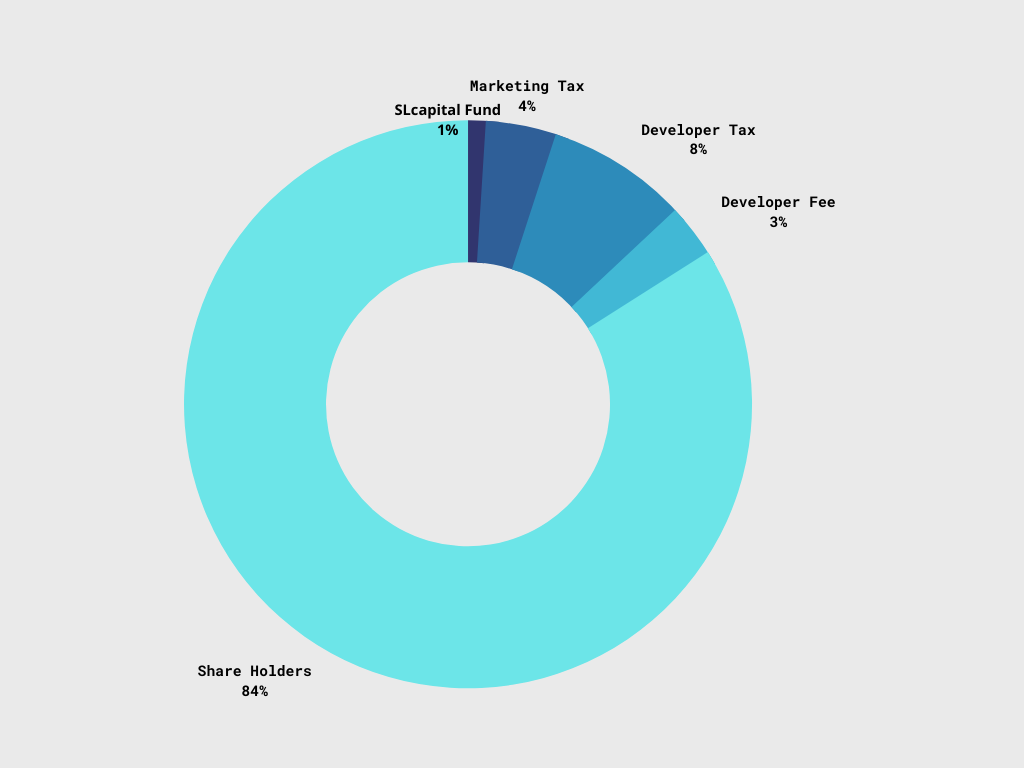 Marketing Tax
4%
SLcapital Fund
1%
Developer Tax
8%
Developer Fee
3%
Share Holders
84%